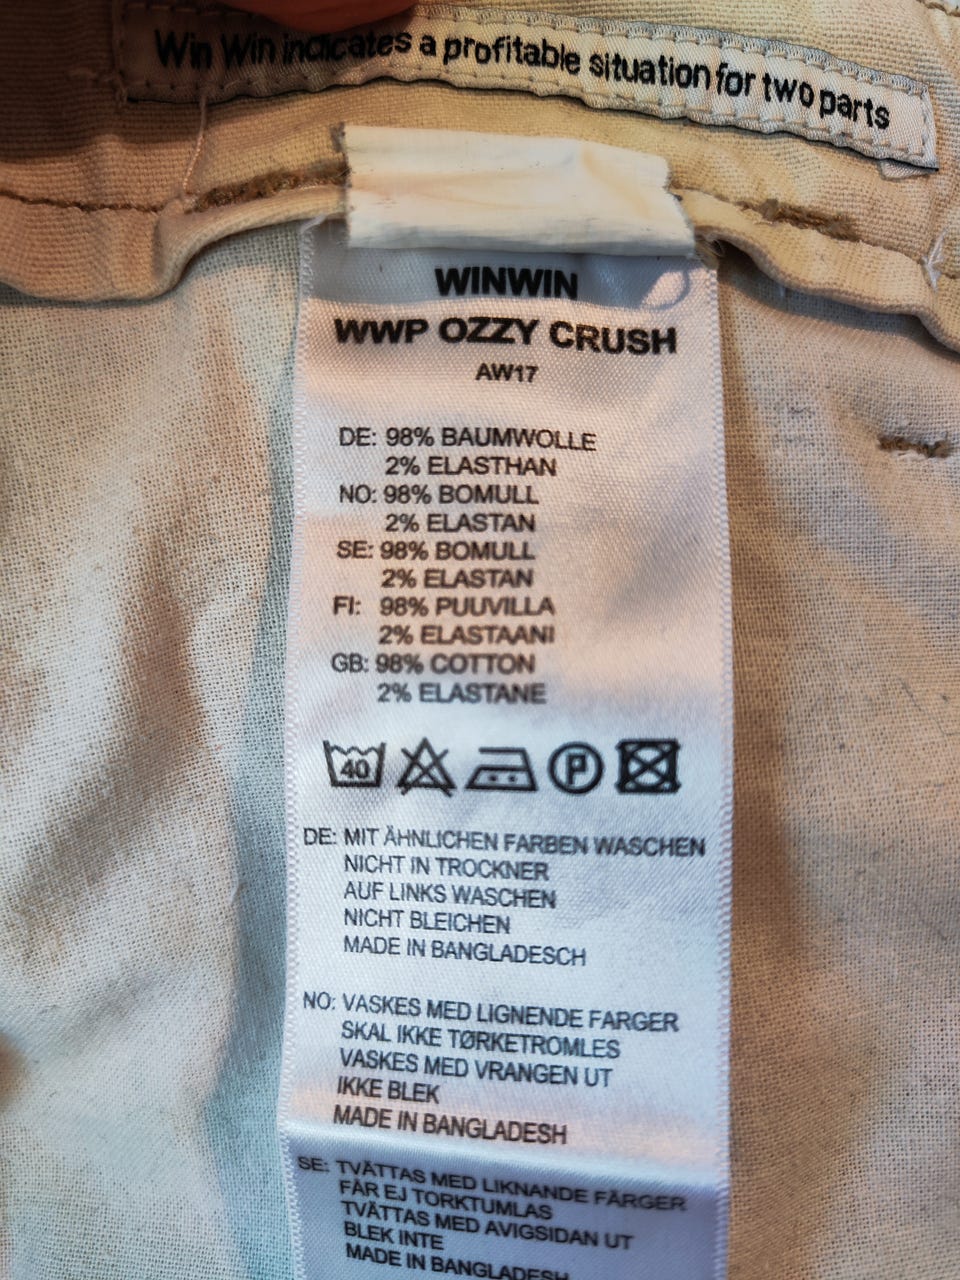 Win Win indicates a profitable situation for two parts
WINWIN
WWP OZZY CRUSH
AW17
DE: 98% BAUMWOLLE
2% ELASTHAN
NO: 98% BOMULL
2% ELASTAN
SE: 98% BOMULL
2% ELASTAN
FI: 98% PUUVILLA
2% ELASTAANI
GB: 98% COTTON
2% ELASTANE
40 P
DE: MIT ÄHNLICHEN FARBEN WASCHEN
NICHT IN TROCKNER
AUF LINKS WASCHEN
NICHT BLEICHEN
MADE IN BANGLADESCH
NO: VASKES MED LIGNENDE FARGER
SKAL IKKE TØRKETROMLES
VASKES MED VRANGEN UT
IKKE BLEK
MADE IN BANGLADESH
SE: TVÄTTAS MED LIKNANDE FÄRGER
FÅR EJ TORKTUMLAS
TVÄTTAS MED AVIGSIDAN UT
BLEK INTE
MADE IN BANGLADESH